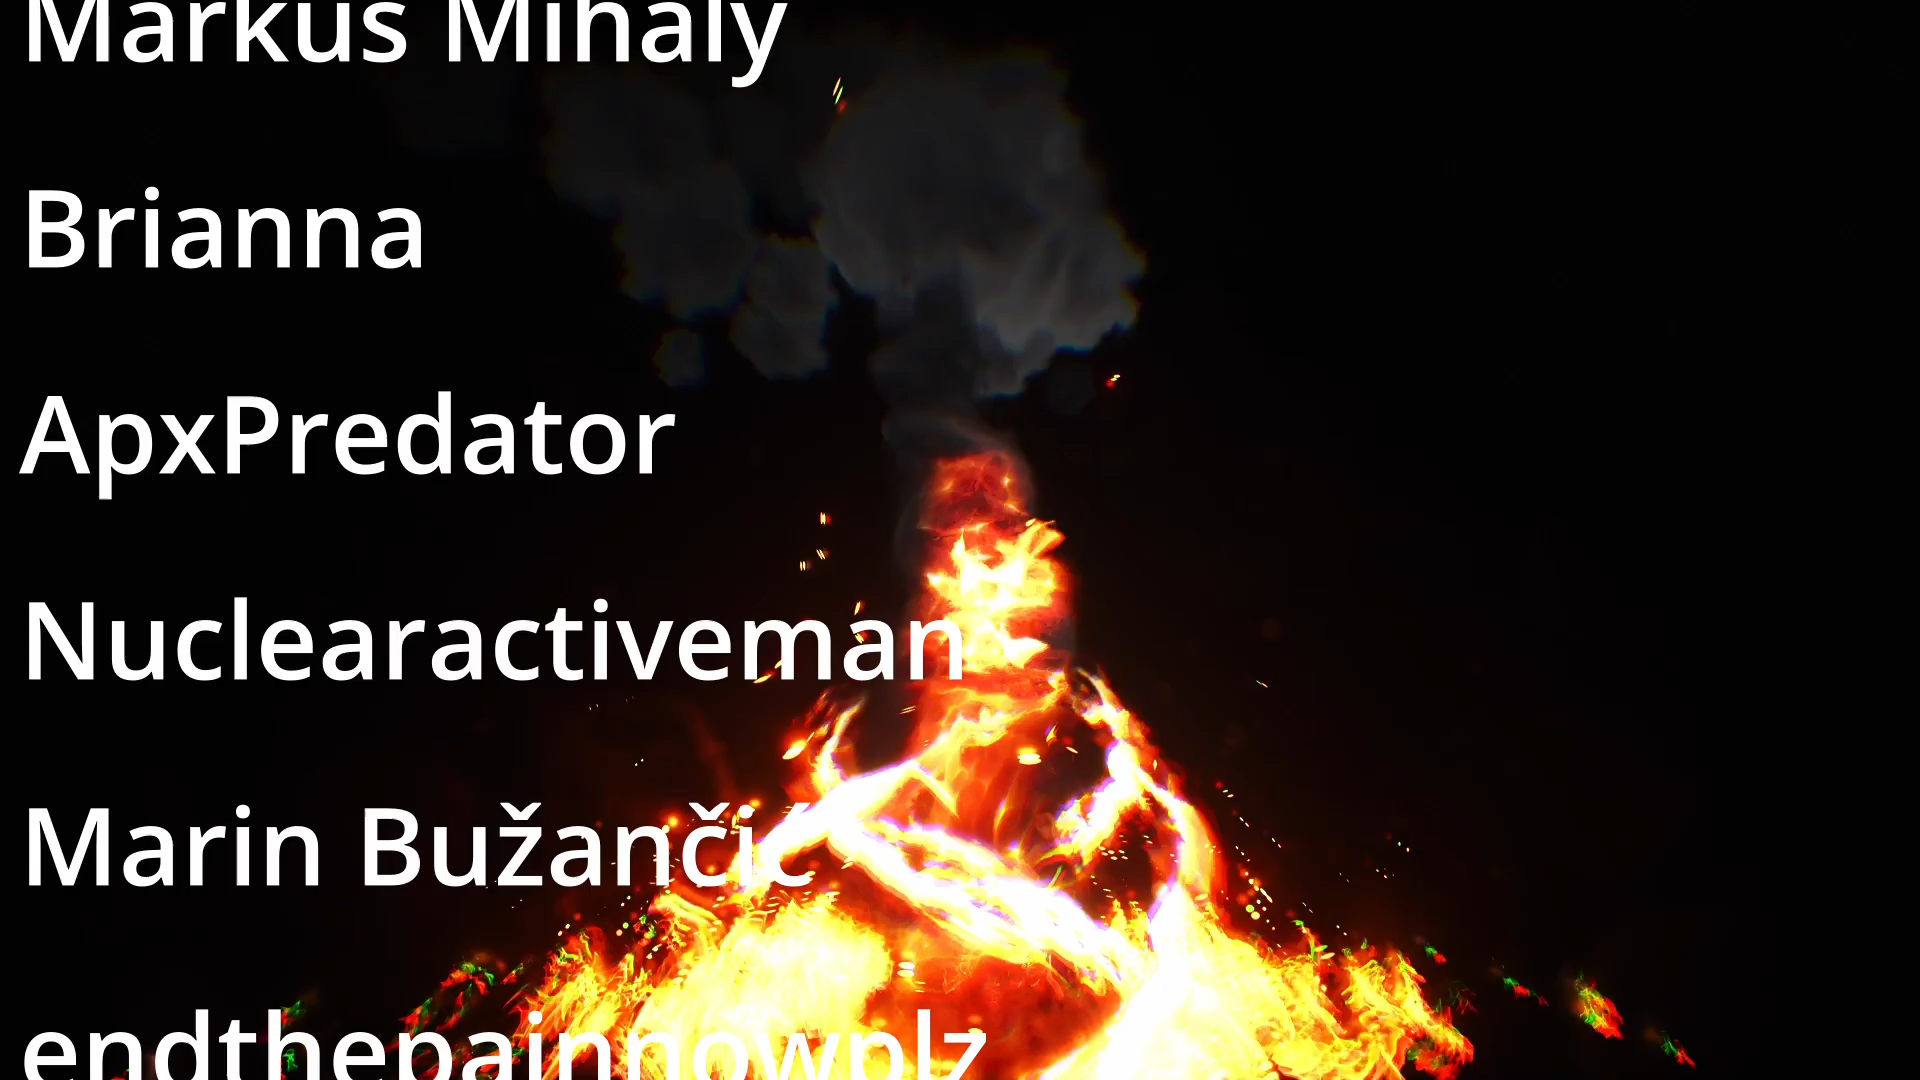 Markus Mihaly
Brianna
ApxPredator
Nuclearactiveman
Marin Bužančić
endthepainnowplz